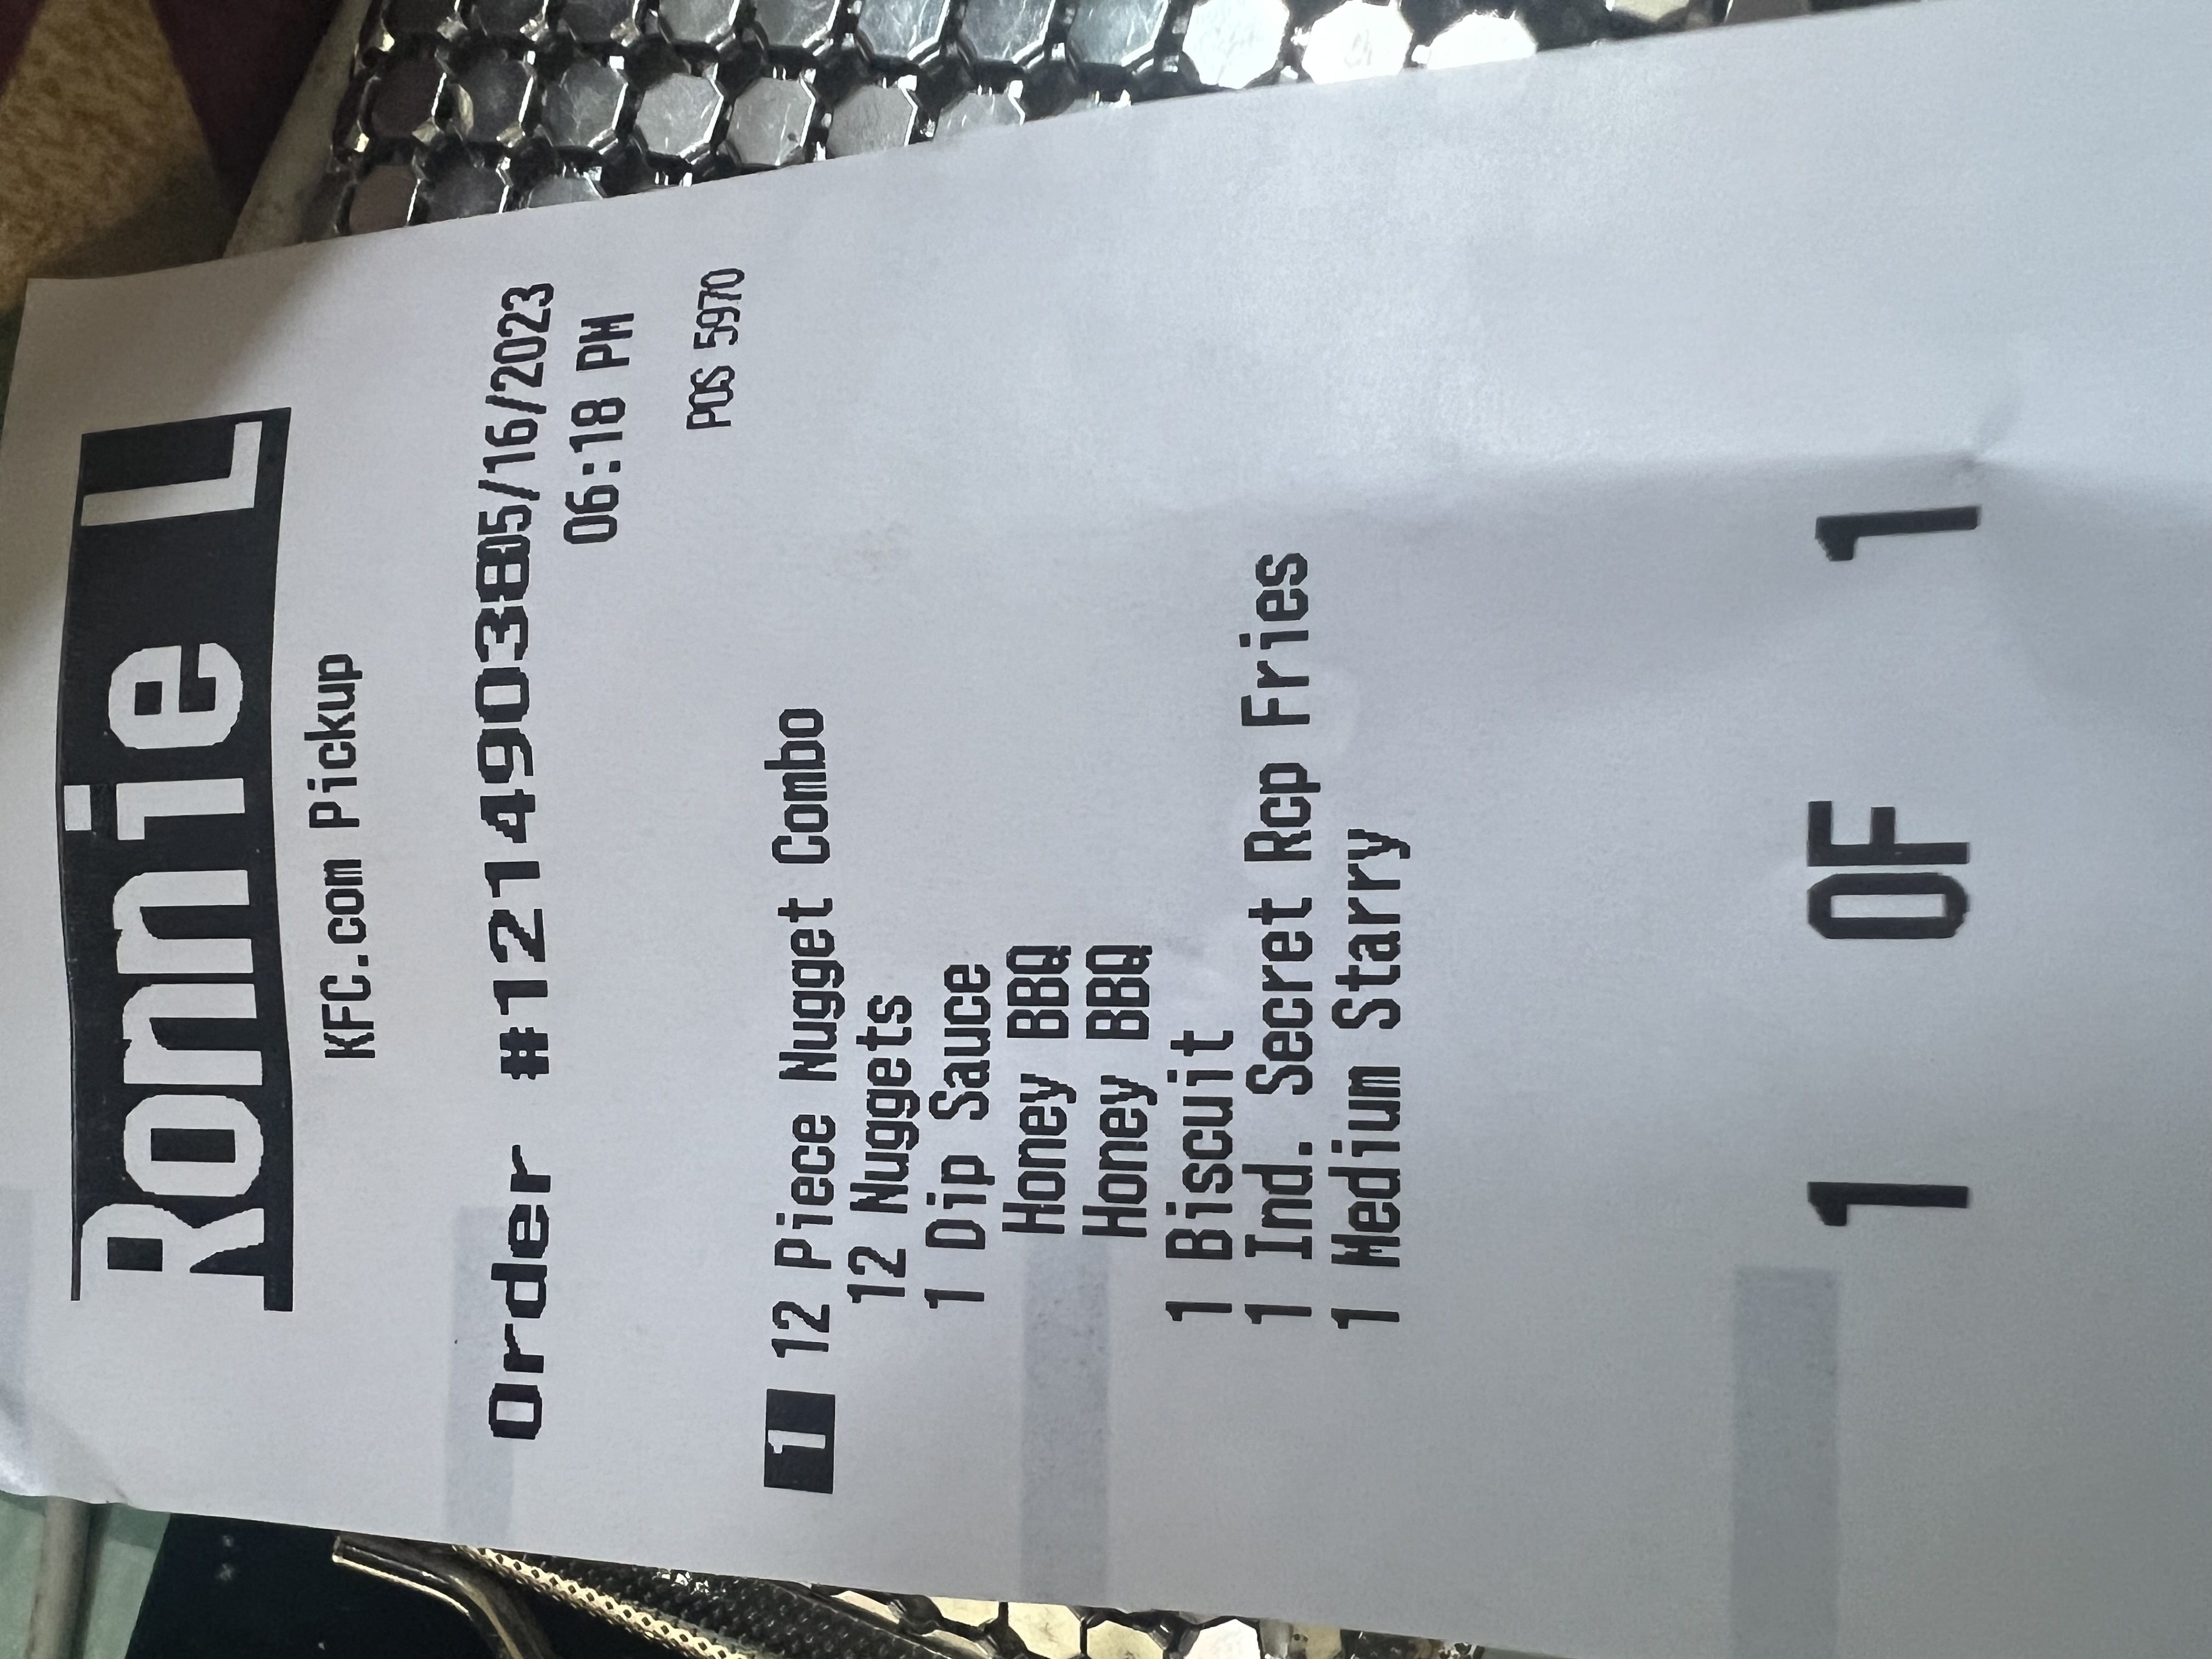 Ronnie L
KFC.com Pickup
Order #1214903885/16/2023
06:18 PM
POS 5970
1 12 Piece Nugget Combo
12 Nuggets
1 Dip Sauce
Honey BBQ
Honey BBQ
1 Biscuit
1 Ind. Secret Rcp Fries
1 Medium Starry
1 OF 1